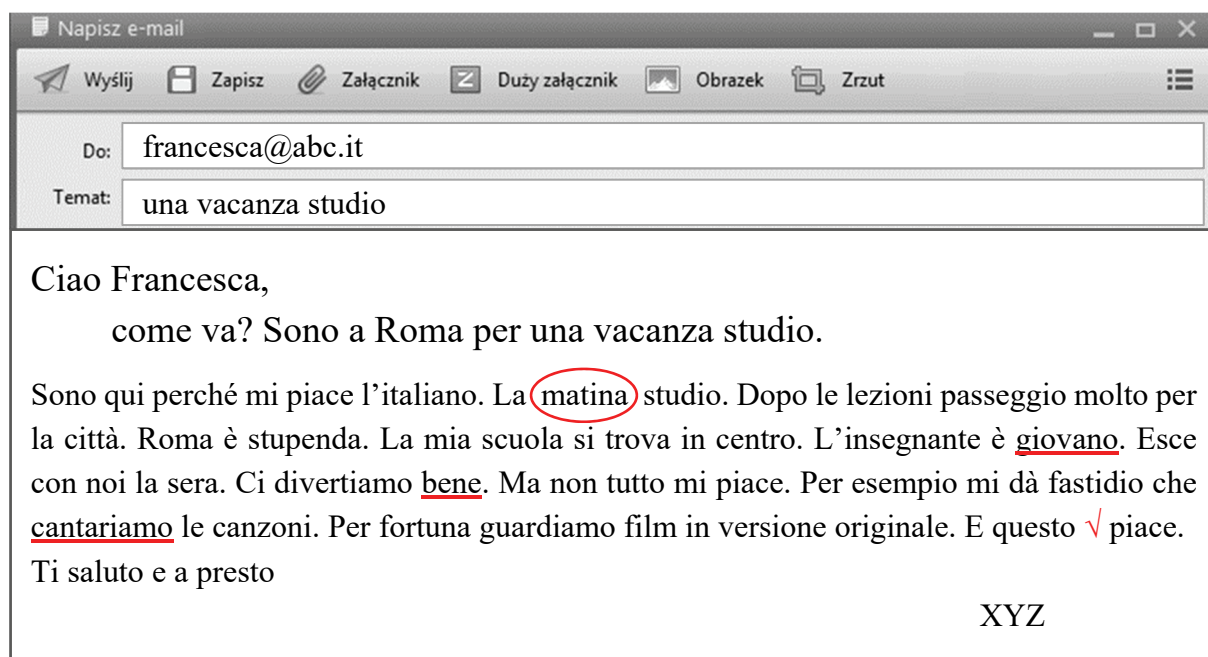 Napisz e-mail
Wyślij Zapisz Załącznik Duży załącznik Obrazek Zrzut
Do: francesca@abc.it
Temat: una vacanza studio
Ciao Francesca,
come va? Sono a Roma per una vacanza studio.
Sono qui perché mi piace l’italiano. La matina studio. Dopo le lezioni passeggio molto per
la città. Roma è stupenda. La mia scuola si trova in centro. L’insegnante è giovano. Esce
con noi la sera. Ci divertiamo bene. Ma non tutto mi piace. Per esempio mi dà fastidio che
cantariamo le canzoni. Per fortuna guardiamo film in versione originale. E questo √ piace.
Ti saluto e a presto
XYZ